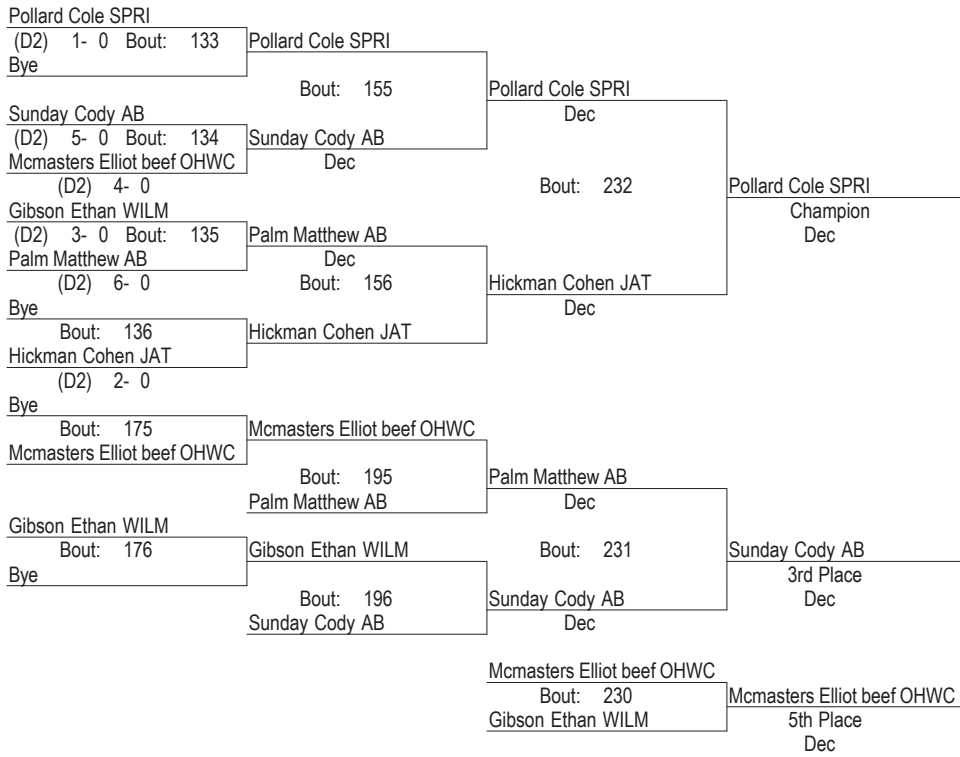 Pollard Cole SPRI
(D2) 1- 0 Bout: 133 Pollard Cole SPRI
Bye
Bout: 155 Pollard Cole SPRI
Sunday Cody AB Dec
(D2) 5- 0 Bout: 134 Sunday Cody AB
Mcmasters Elliot beef OHWC Dec
(D2) 4- 0 Bout: 232 Pollard Cole SPRI
Gibson Ethan WILM Champion
(D2) 3- 0 Bout: 135 Palm Matthew AB Dec
Palm Matthew AB Dec
(D2) 6- 0 Bout: 156 Hickman Cohen JAT
Bye Dec
Bout: 136 Hickman Cohen JAT
Hickman Cohen JAT
(D2) 2- 0
Bye
Bout: 175 Mcmasters Elliot beef OHWC
Mcmasters Elliot beef OHWC
Bout: 195 Palm Matthew AB
Palm Matthew AB Dec
Gibson Ethan WILM
Bout: 176 Gibson Ethan WILM Bout: 231 Sunday Cody AB
Bye 3rd Place
Bout: 196 Sunday Cody AB Dec
Sunday Cody AB Dec
Mcmasters Elliot beef OHWC
Bout: 230 Mcmasters Elliot beef OHWC
Gibson Ethan WILM 5th Place
Dec